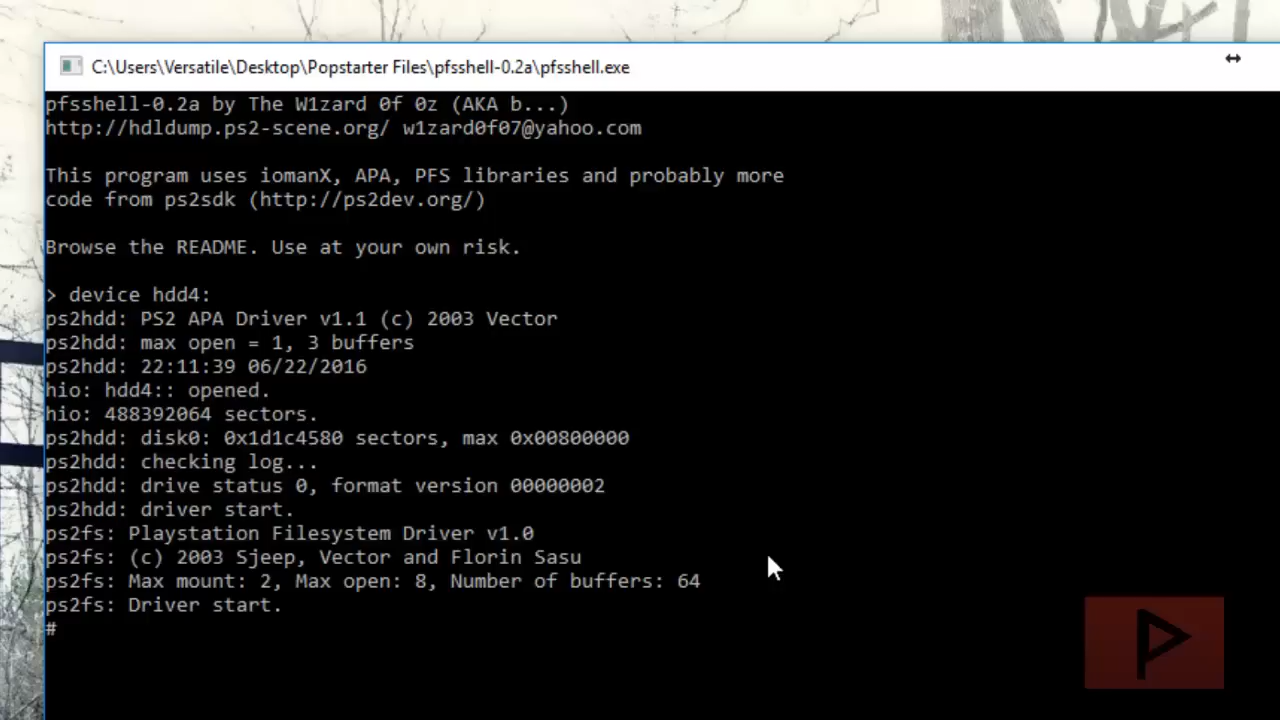 C:\Users\Versatile\Desktop\Popstarter Files\pfsshell-0.2a\pfsshell.exe
pfsshell-0.2a by The W1zard 0f 0z (AKA b...)
http://hdldump.ps2-scene.org/ w1zard0f07@yahoo.com
This program uses iomanX, APA, PFS libraries and probably more
code from ps2sdk (http://ps2dev.org/)
Browse the README. Use at your own risk.
> device hdd4:
ps2hdd: PS2 APA Driver v1.1 (c) 2003 Vector
ps2hdd: max open = 1, 3 buffers
ps2hdd: 22:11:39 06/22/2016
hio: hdd4:: opened.
hio: 488392064 sectors.
ps2hdd: disk0: 0x1d1c4580 sectors, max 0x00800000
ps2hdd: checking log...
ps2hdd: drive status 0, format version 00000002
ps2hdd: driver start.
ps2fs: Playstation Filesystem Driver v1.0
ps2fs: (c) 2003 Sjeep, Vector and Florin Sasu
ps2fs: Max mount: 2, Max open: 8, Number of buffers: 64
ps2fs: Driver start.
#
P